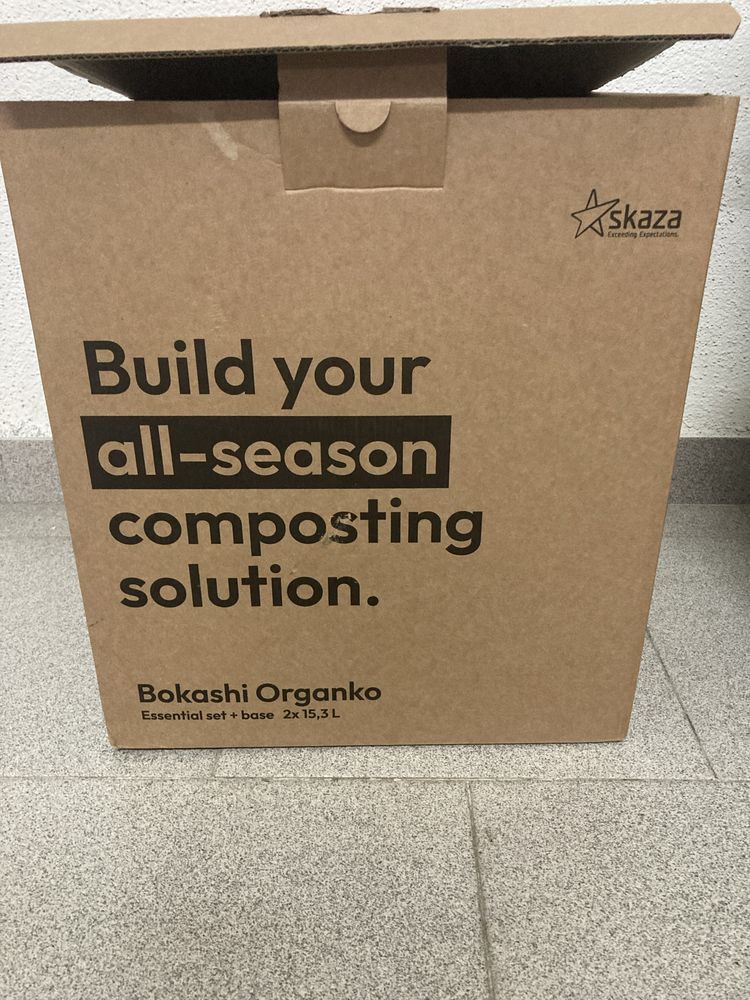 skaza
Exceeding Expectations.
Build your
all-season
composting
solution.
Bokashi Organko
Essential set + base 2x 15,3 L